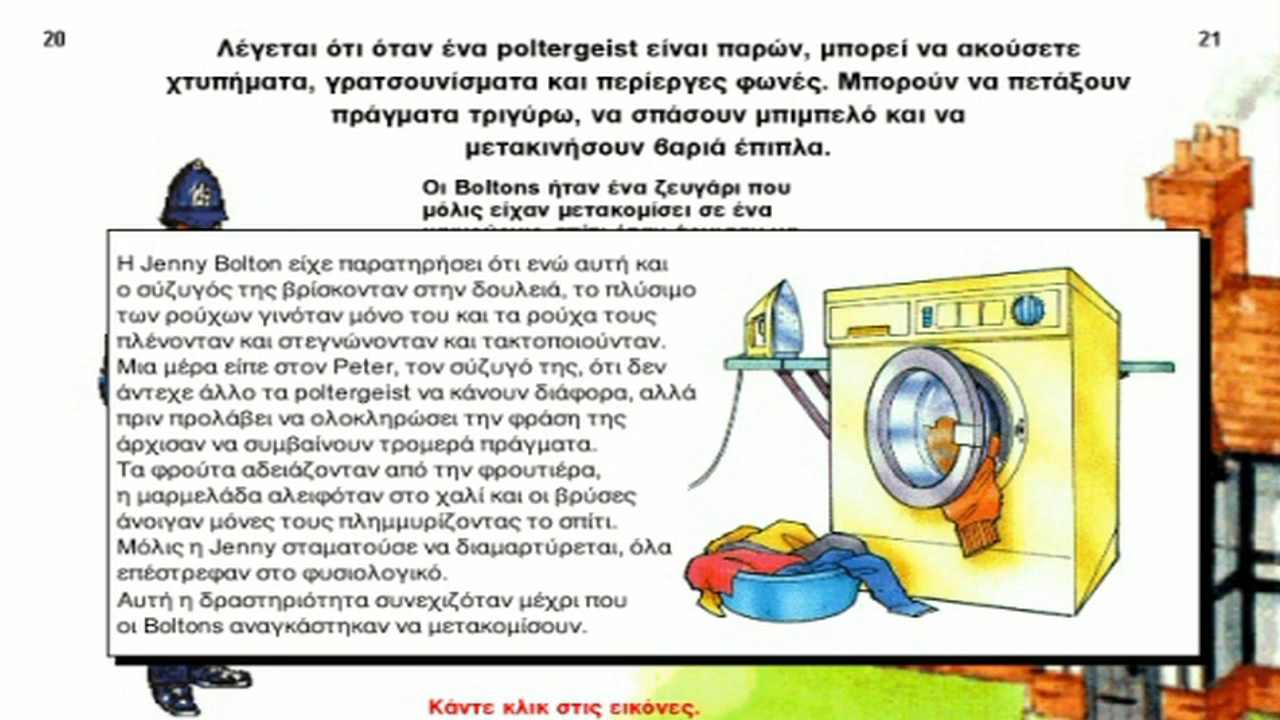 20
21
Λέγεται ότι όταν ένα poltergeist είναι παρών, μπορεί να ακούσετε
χτυπήματα, γρατσουνίσματα και περίεργες φωνές. Μπορούν να πετάξουν
πράγματα τριγύρω, να σπάσουν μπιμπελό και να
μετακινήσουν βαριά έπιπλα.
Οι Boltons ήταν ένα ζευγάρι που
μόλις είχαν μετακομίσει σε ένα
Η Jenny Bolton είχε παρατηρήσει ότι ενώ αυτή και
ο σύζυγός της βρίσκονταν στην δουλειά, το πλύσιμο
των ρούχων γινόταν μόνο του και τα ρούχα τους
πλένονταν και στεγνώνονταν και τακτοποιούνταν.
Μια μέρα είπε στον Peter, τον σύζυγό της, ότι δεν
άντεχε άλλο τα poltergeist να κάνουν διάφορα, αλλά
πριν προλάβει να ολοκληρώσει την φράση της
άρχισαν να συμβαίνουν τρομερά πράγματα.
Τα φρούτα αδειάζονταν από την φρουτιέρα,
η μαρμελάδα αλειφόταν στο χαλί και οι βρύσες
άνοιγαν μόνες τους πλημμυρίζοντας το σπίτι.
Μόλις η Jenny σταματούσε να διαμαρτύρεται, όλα
επέστρεφαν στο φυσιολογικό.
Αυτή η δραστηριότητα συνεχιζόταν μέχρι που
οι Boltons αναγκάστηκαν να μετακομίσουν.
Κάντε κλικ στις εικόνες.